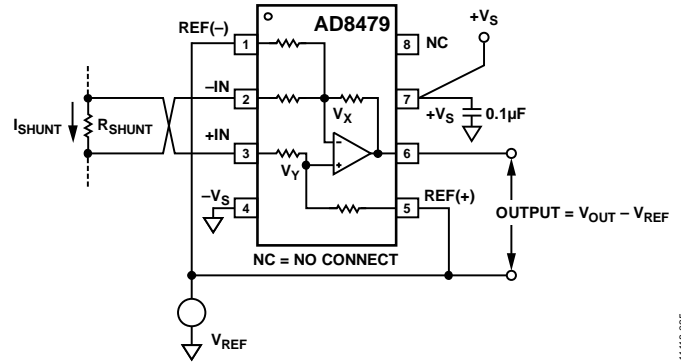 REF(–)
AD8479
+VS
1
8
NC
–IN
2
7
VX
+VS
0.1µF
ISHUNT
RSHUNT
+IN
3
6
VY
REF(+)
–VS
4
5
OUTPUT = VOUT – VREF
NC = NO CONNECT
VREF